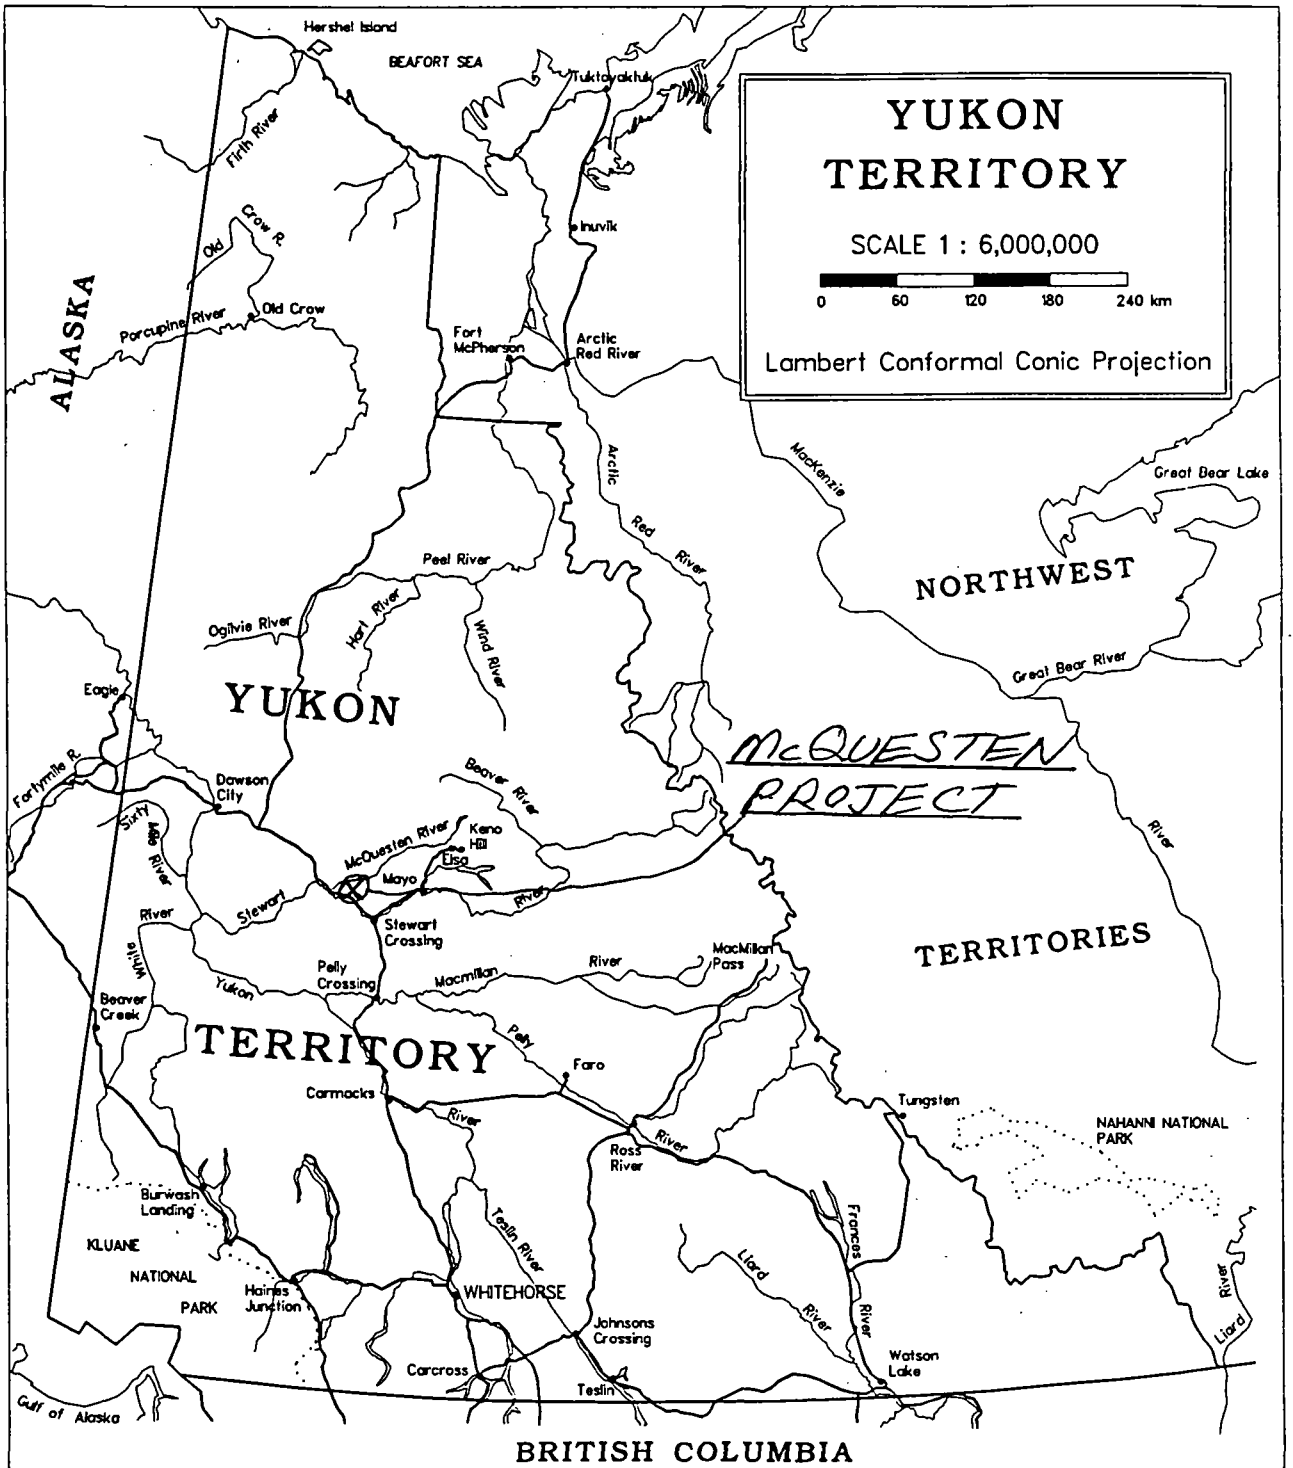 Hershel Island
BEAFORT SEA
Tuktoyaktuk
YUKON
TERRITORY
SCALE 1 : 6,000,000
0 60 120 180 240 km
Lambert Conformal Conic Projection
Firth River
Old Crow R.
Inuvik
ALASKA
Porcupine River
Old Crow
Fort
McPherson
Arctic
Red River
Arctic Red River
MacKenzie
Great Bear Lake
Peel River
NORTHWEST
Ogilvie River
Hart River
Wind River
Great Bear River
Eagle
YUKON
McQUESTEN
PROJECT
Fortymile R.
Dawson
City
Beaver River
Sixty
Mile River
McQuesten River
Keno
Hill
Elsa
Mayo
River
River
Stewart
River
Stewart
Crossing
White
River
Yukon
Pelly
Crossing
Macmillan
River
MacMillan
Pass
TERRITORIES
Beaver
Creek
TERRITORY
Pelly
Faro
Carmacks
River
Tungsten
NAHANNI NATIONAL
PARK
Ross
River
River
Burwash
Landing
Teslin River
Frances
River
Liard
River
KLUANE
NATIONAL
PARK
Haines
Junction
WHITEHORSE
Johnsons
Crossing
River
Liard
Carcross
Teslin
Watson
Lake
Gulf of Alaska
BRITISH COLUMBIA